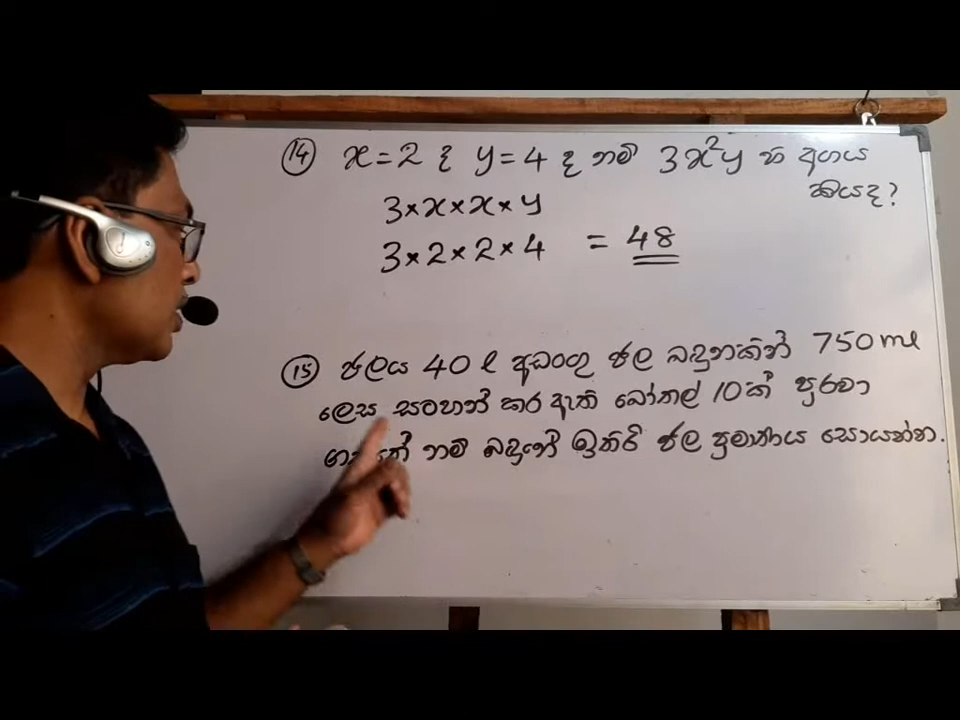 14 x = 2 ද y = 4 ද නම් 3x²y හි අගය
කීයද?
3×x×x×y
3×2×2×4 = 48
15 ජලය 40 l අඩංගු ජල බඳුනකින් 750 ml
ලෙස සටහන් කර ඇති බෝතල් 10ක් පුරවා
නම් බඳුනේ ඉතිරි ජල ප්‍රමාණය සොයන්න.